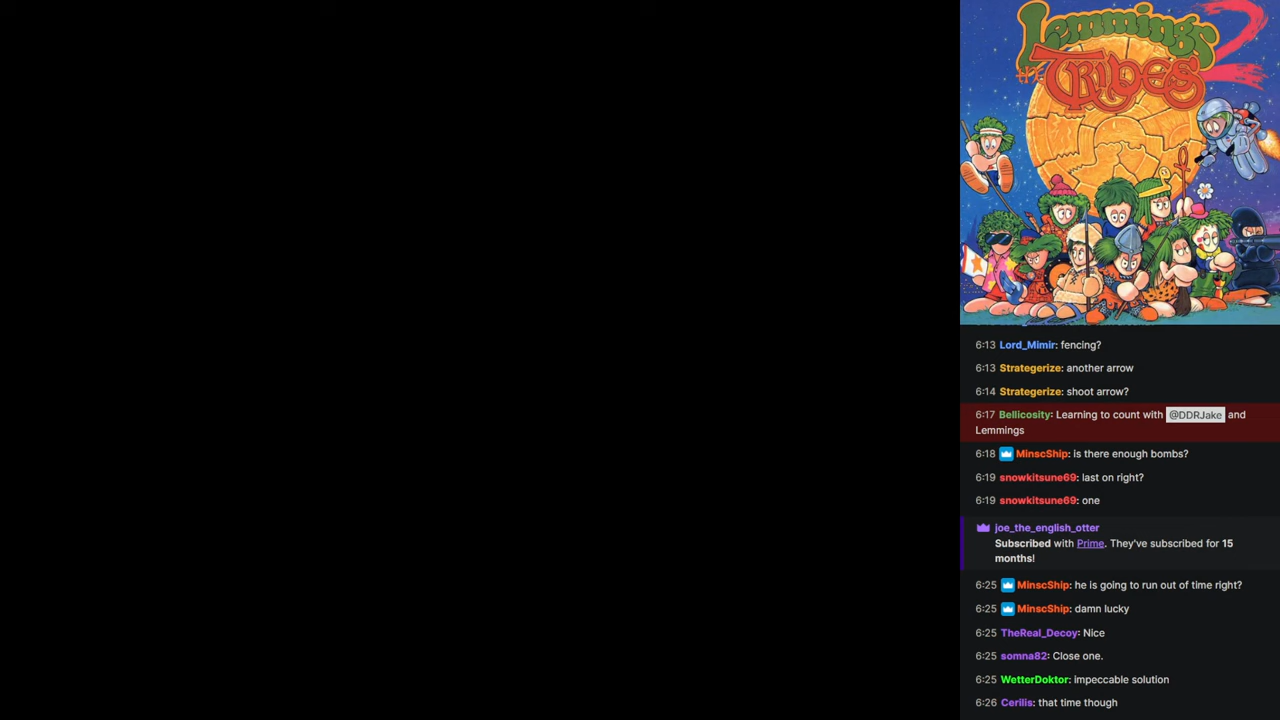 Lemmings 2
THE TRIBES
6:13 Lord_Mimir: fencing?
6:13 Strategerize: another arrow
6:14 Strategerize: shoot arrow?
6:17 Bellicosity: Learning to count with @DDRJake and
Lemmings
6:18 MinscShip: is there enough bombs?
6:19 snowkitsune69: last on right?
6:19 snowkitsune69: one
joe_the_english_otter
Subscribed with Prime. They've subscribed for 15
months!
6:25 MinscShip: he is going to run out of time right?
6:25 MinscShip: damn lucky
6:25 TheReal_Decoy: Nice
6:25 somna82: Close one.
6:25 WetterDoktor: impeccable solution
6:26 Cerilis: that time though